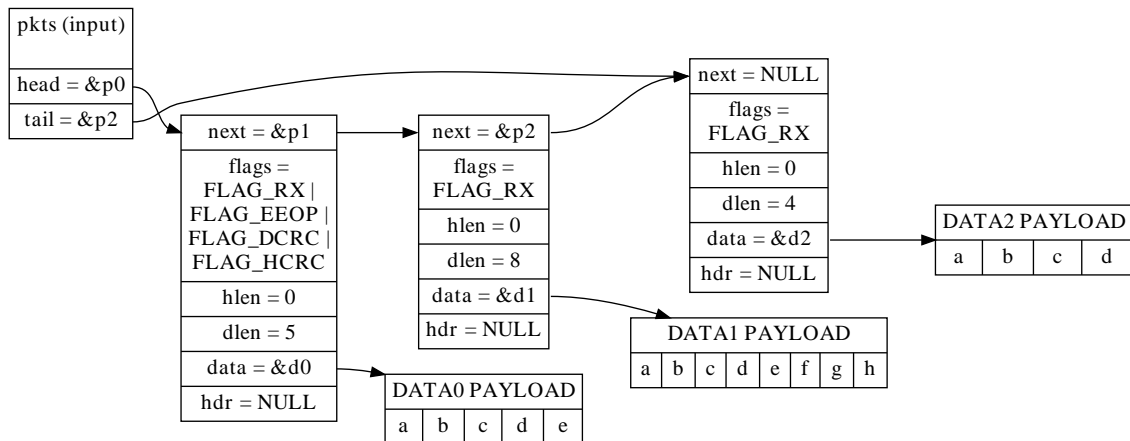 pkts (input)
head = &p0
tail = &p2
next = &p1
flags =
FLAG_RX |
FLAG_EEOP |
FLAG_DCRC |
FLAG_HCRC
hlen = 0
dlen = 5
data = &d0
hdr = NULL
DATA0 PAYLOAD
a b c d e
next = &p2
flags =
FLAG_RX
hlen = 0
dlen = 8
data = &d1
hdr = NULL
DATA1 PAYLOAD
a b c d e f g h
next = NULL
flags =
FLAG_RX
hlen = 0
dlen = 4
data = &d2
hdr = NULL
DATA2 PAYLOAD
a b c d